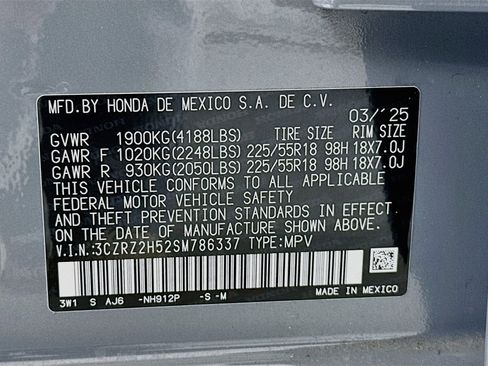 MFD.BY HONDA DE MEXICO S.A. DE C.V.
03/'25
GVWR 1900KG(4188LBS) TIRE SIZE RIM SIZE
GAWR F 1020KG(2248LBS) 225/55R18 98H 18X7.0J
GAWR R 930KG(2050LBS) 225/55R18 98H 18X7.0J
THIS VEHICLE CONFORMS TO ALL APPLICABLE
FEDERAL MOTOR VEHICLE SAFETY
AND THEFT PREVENTION STANDARDS IN EFFECT
ON THE DATE OF MANUFACTURE SHOWN ABOVE.
V.I.N.:3CZRZ2H52SM786337 TYPE:MPV
3W1 S AJ6 -NH912P -S -M MADE IN MEXICO